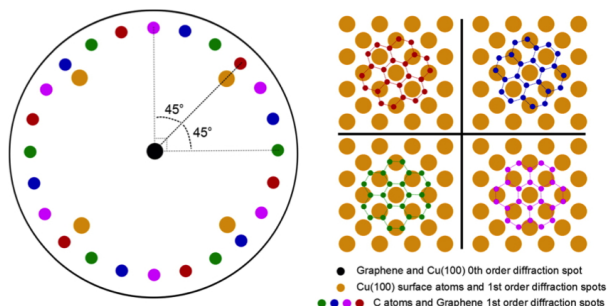 45°
45°
Graphene and Cu(100) 0th order diffraction spot
Cu(100) surface atoms and 1st order diffraction spots
C atoms and Graphene 1st order diffraction spots